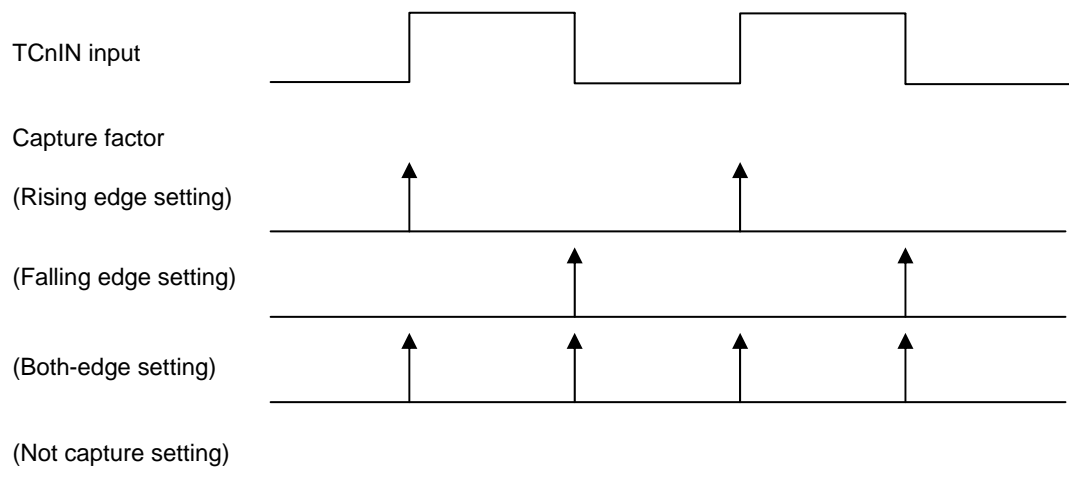 TCnIN input
Capture factor
(Rising edge setting)
(Falling edge setting)
(Both-edge setting)
(Not capture setting)